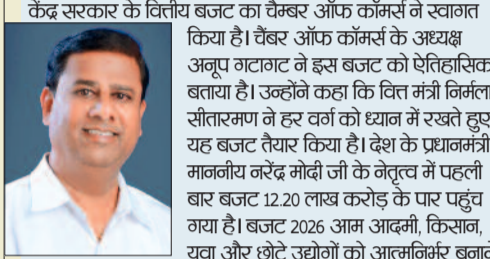 केंद्र सरकार के वित्तीय बजट का चैम्बर ऑफ कॉमर्स ने स्वागत
किया है। चैंबर ऑफ कॉमर्स के अध्यक्ष
अनूप गटागट ने इस बजट को ऐतिहासिक
बताया है। उन्होंने कहा कि वित्त मंत्री निर्मला
सीतारमण ने हर वर्ग को ध्यान में रखते हुए
यह बजट तैयार किया है। देश के प्रधानमंत्री
माननीय नरेंद्र मोदी जी के नेतृत्व में पहली
बार बजट 12.20 लाख करोड़ के पार पहुंच
गया है। बजट 2026 आम आदमी, किसान,
युवा और छोटे उद्योगों को आत्मनिर्भर बनाने